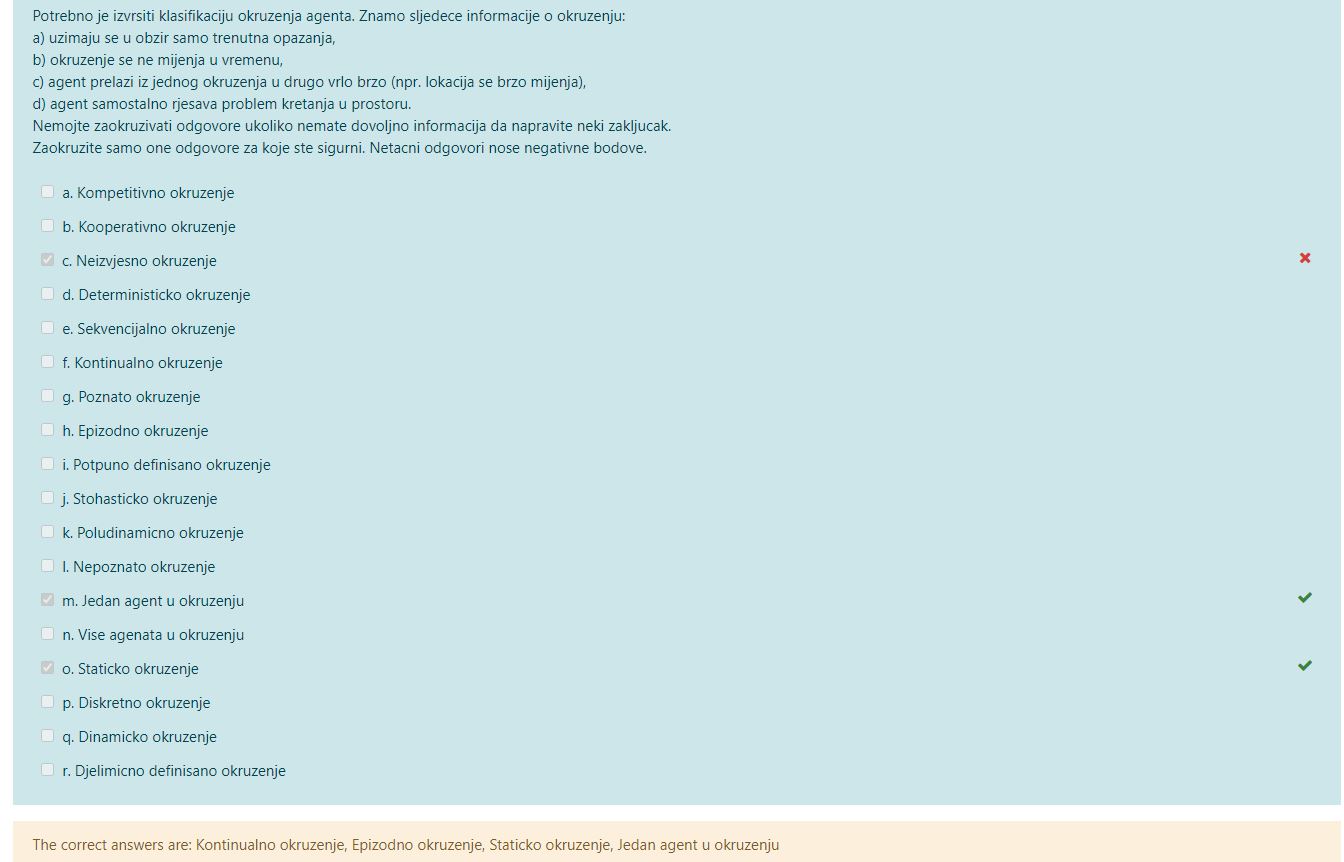 Potrebno je izvrsiti klasifikaciju okruzenja agenta. Znamo sljedece informacije o okruzenju:
a) uzimaju se u obzir samo trenutna opazanja,
b) okruzenje se ne mijenja u vremenu,
c) agent prelazi iz jednog okruzenja u drugo vrlo brzo (npr. lokacija se brzo mijenja),
d) agent samostalno rjesava problem kretanja u prostoru.
Nemojte zaokruzivati odgovore ukoliko nemate dovoljno informacija da napravite neki zakljucak.
Zaokruzite samo one odgovore za koje ste sigurni. Netacni odgovori nose negativne bodove.
a. Kompetitivno okruzenje
b. Kooperativno okruzenje
c. Neizvjesno okruzenje
d. Deterministicko okruzenje
e. Sekvencijalno okruzenje
f. Kontinualno okruzenje
g. Poznato okruzenje
h. Epizodno okruzenje
i. Potpuno definisano okruzenje
j. Stohasticko okruzenje
k. Poludinamicno okruzenje
l. Nepoznato okruzenje
m. Jedan agent u okruzenju
n. Vise agenata u okruzenju
o. Staticko okruzenje
p. Diskretno okruzenje
q. Dinamicko okruzenje
r. Djelimicno definisano okruzenje
The correct answers are: Kontinualno okruzenje, Epizodno okruzenje, Staticko okruzenje, Jedan agent u okruzenju